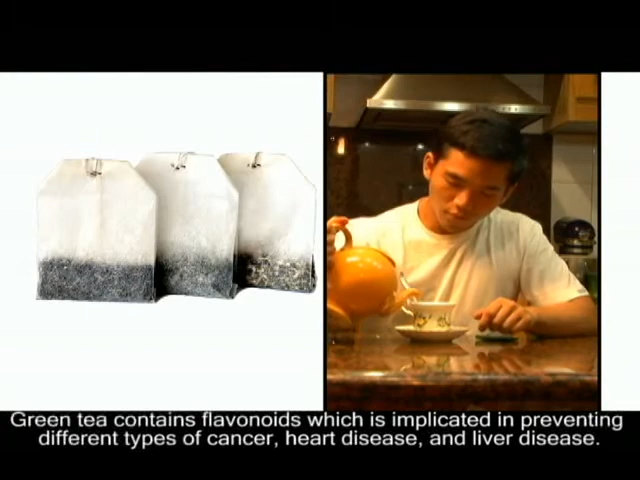 Green tea contains flavonoids which is implicated in preventing
different types of cancer, heart disease, and liver disease.